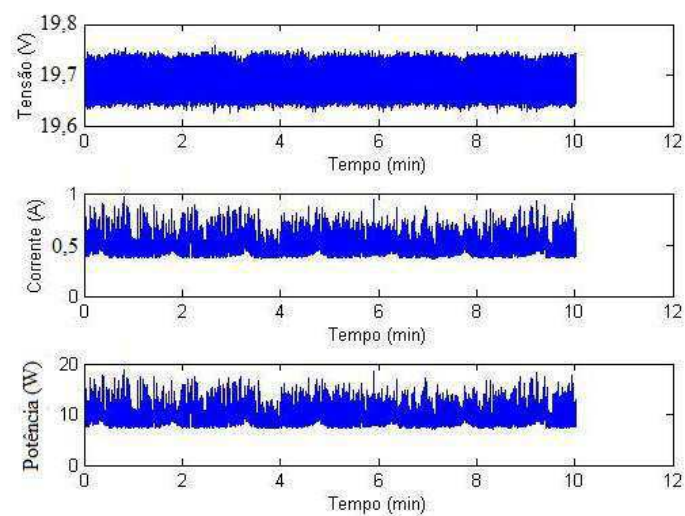 19,8
19,7
19,6
Tensão (V)
0 2 4 6 8 10 12
Tempo (min)
1
0,5
0
Corrente (A)
0 2 4 6 8 10 12
Tempo (min)
20
10
0
Potência (W)
0 2 4 6 8 10 12
Tempo (min)